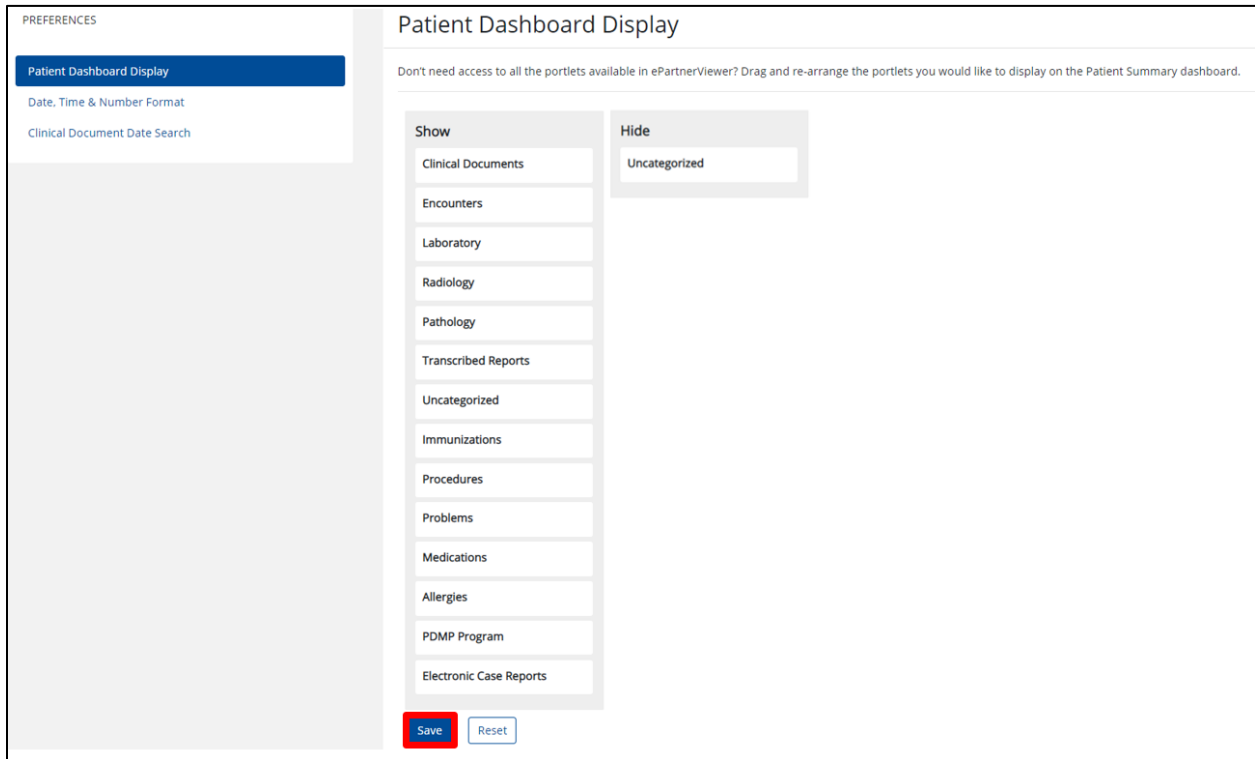 PREFERENCES
Patient Dashboard Display
Date, Time & Number Format
Clinical Document Date Search
Patient Dashboard Display
Don't need access to all the portlets available in ePartnerViewer? Drag and re-arrange the portlets you would like to display on the Patient Summary dashboard.
Show
Clinical Documents
Encounters
Laboratory
Radiology
Pathology
Transcribed Reports
Uncategorized
Immunizations
Procedures
Problems
Medications
Allergies
PDMP Program
Electronic Case Reports
Hide
Uncategorized
Save
Reset